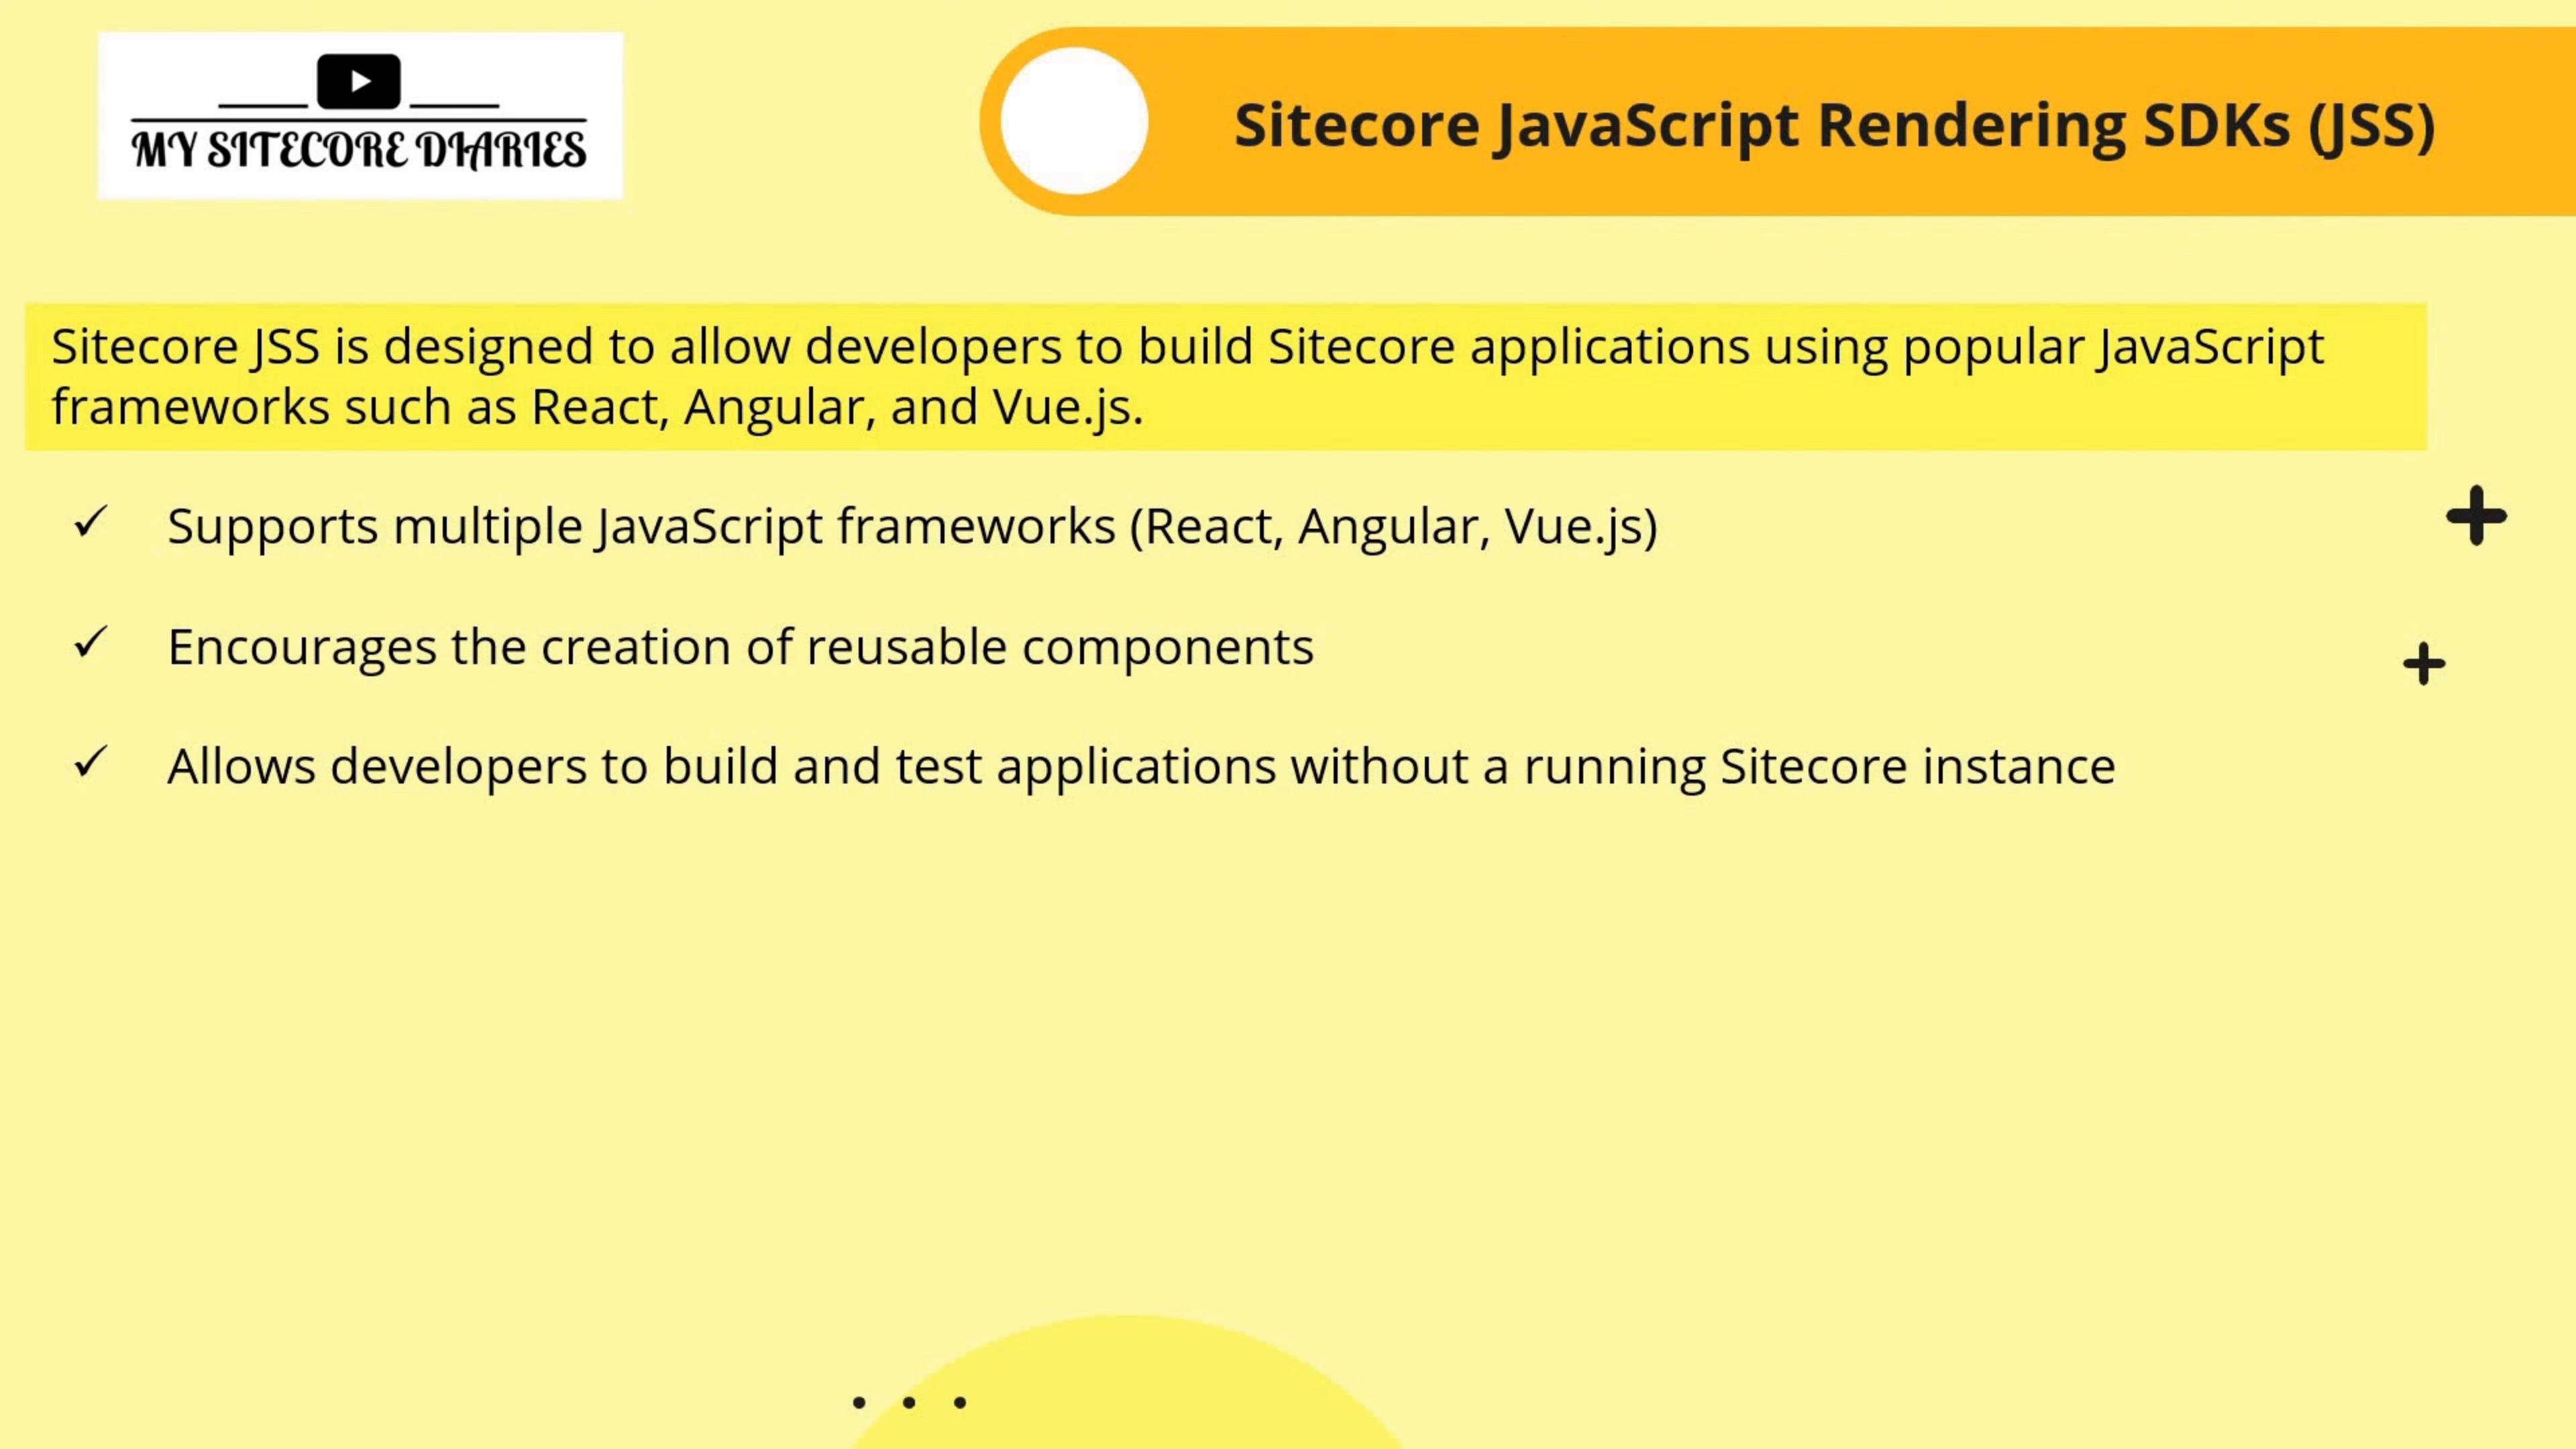 MY SITECORE DIARIES
Sitecore JavaScript Rendering SDKs (JSS)
Sitecore JSS is designed to allow developers to build Sitecore applications using popular JavaScript
frameworks such as React, Angular, and Vue.js.
✓ Supports multiple JavaScript frameworks (React, Angular, Vue.js)
✓ Encourages the creation of reusable components
✓ Allows developers to build and test applications without a running Sitecore instance